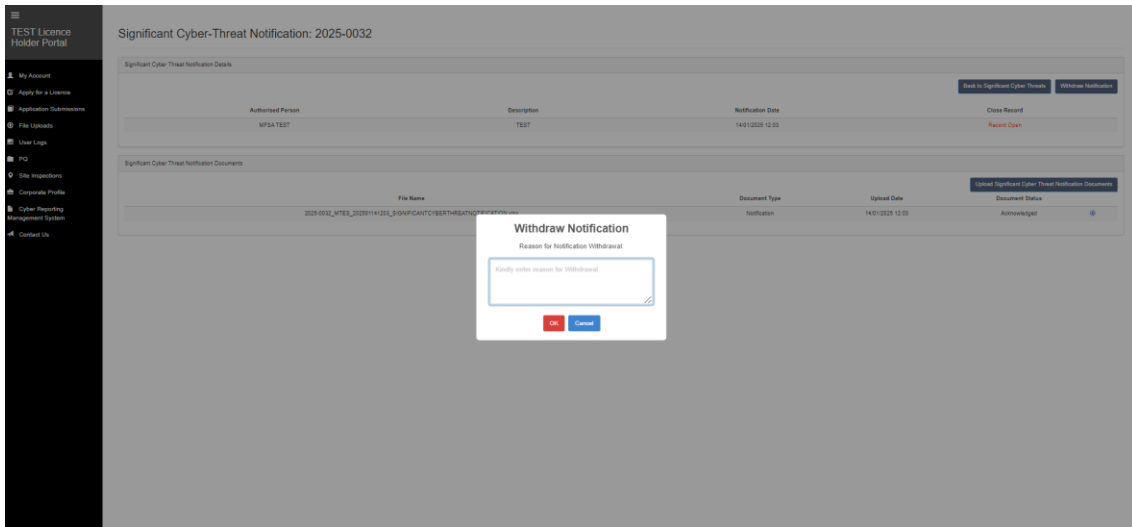 TEST Licence
Holder Portal
My Account
Apply for a Licence
Application Submissions
File Uploads
User Logs
PQ
Site Inspections
Corporate Profile
Cyber Reporting
Management System
Contact Us
Significant Cyber-Threat Notification: 2025-0032
Significant Cyber Threat Notification Details
Back to Significant Cyber Threats Withdraw Notification
Authorised Person Description Notification Date Close Record
MFSA TEST TEST 14/01/2025 12:03 Record Open
Significant Cyber Threat Notification Documents
Upload Significant Cyber Threat Notification Documents
File Name Document Type Upload Date Document Status
Notification 14/01/2025 12:03 Acknowledged
Withdraw Notification
Reason for Notification Withdrawal:
Kindly enter reason for Withdrawal
OK Cancel